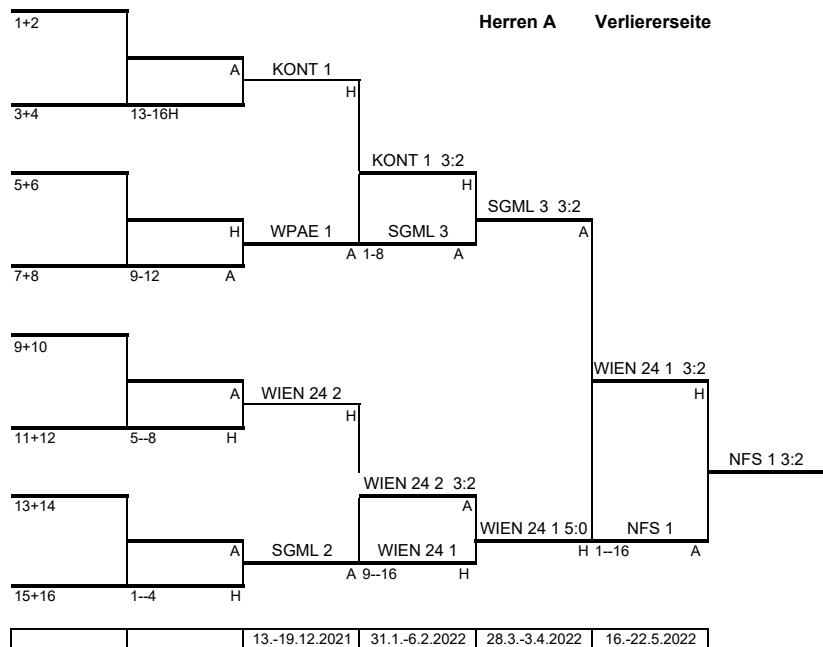 Herren A Verliererseite
1+2
A KONT 1
H
3+4 13-16H
KONT 1 3:2
5+6 H
SGML 3 3:2
H WPAE 1 SGML 3 A
A 1-8 A
7+8 9-12 A
9+10
WIEN 24 1 3:2
A WIEN 24 2 H
H
11+12 5--8 H
NFS 1 3:2
WIEN 24 2 3:2
13+14 A
WIEN 24 1 5:0 NFS 1
A SGML 2 WIEN 24 1 H 1--16 A
A 9--16 H
15+16 1--4 H
13.-19.12.2021 31.1.-6.2.2022 28.3.-3.4.2022 16.-22.5.2022